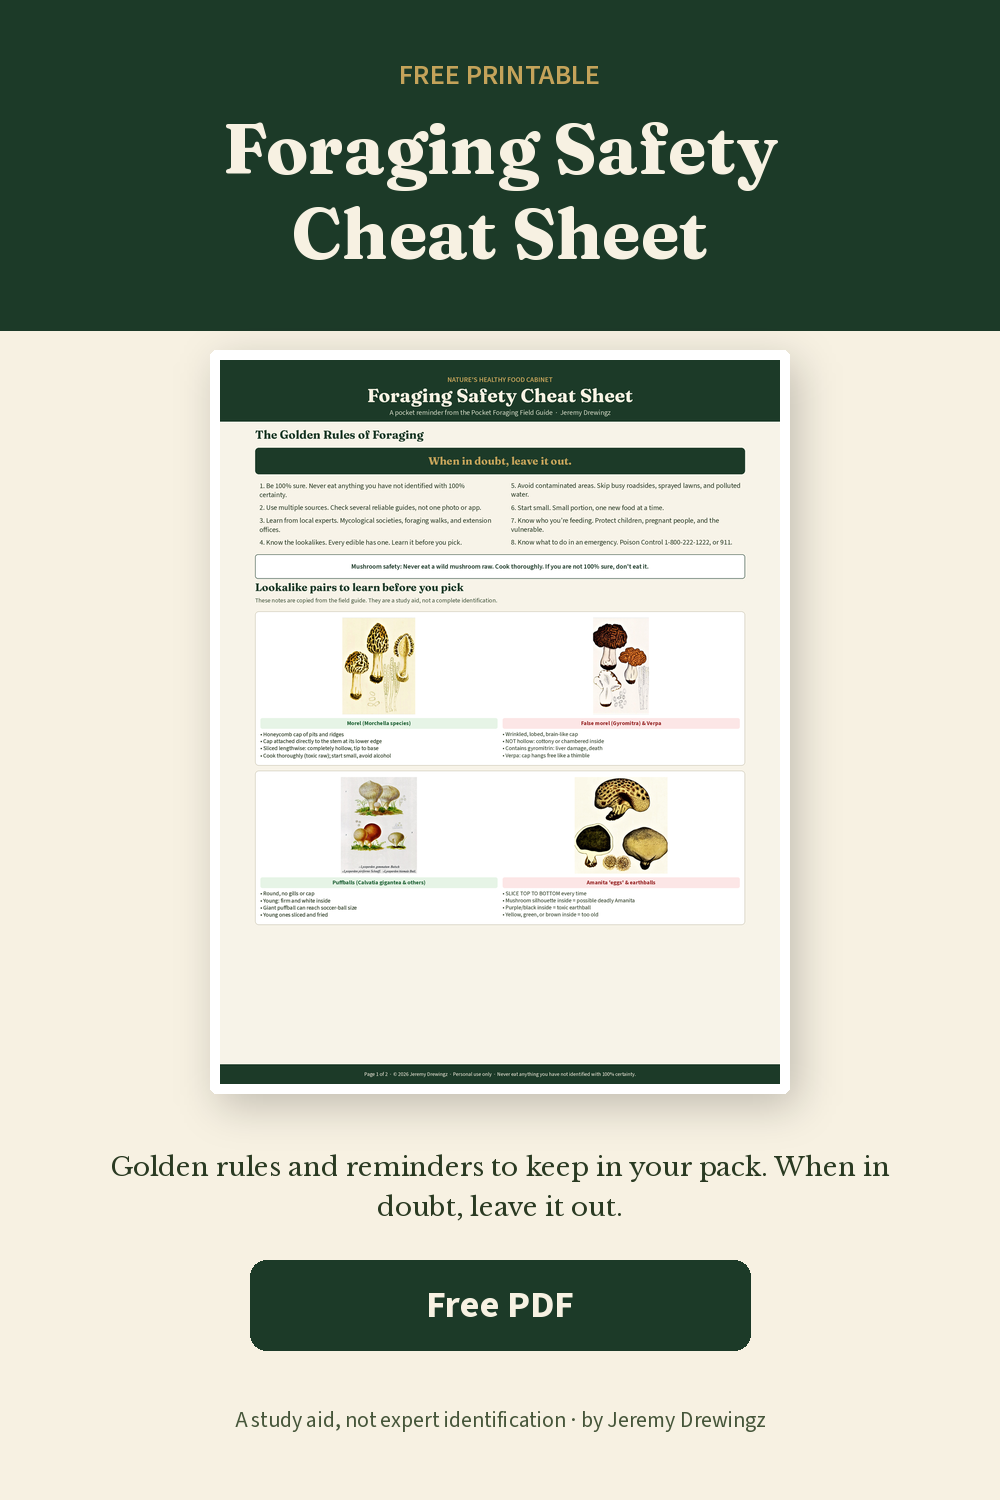 FREE PRINTABLE
Foraging Safety
Cheat Sheet
NATURE'S HEALTHY FOOD CABINET
Foraging Safety Cheat Sheet
A pocket reminder from the Pocket Foraging Field Guide · Jeremy Drewingz
The Golden Rules of Foraging
When in doubt, leave it out.
1. Be 100% sure. Never eat anything you have not identified with 100%
certainty.
2. Use multiple sources. Check several reliable guides, not one photo or app.
3. Learn from local experts. Mycological societies, foraging walks, and extension
offices.
4. Know the lookalikes. Every edible has one. Learn it before you pick.
5. Avoid contaminated areas. Skip busy roadsides, sprayed lawns, and polluted
water.
6. Start small. Small portion, one new food at a time.
7. Know who you're feeding. Protect children, pregnant people, and the
vulnerable.
8. Know what to do in an emergency. Poison Control 1-800-222-1222, or 911.
Mushroom safety: Never eat a wild mushroom raw. Cook thoroughly. If you are not 100% sure, don't eat it.
Lookalike pairs to learn before you pick
These notes are copied from the field guide. They are a study aid, not a complete identification.
Morel (Morchella species)
• Honeycomb cap of pits and ridges
• Cap attached directly to the stem at its lower edge
• Sliced lengthwise: completely hollow, tip to base
• Cook thoroughly (toxic raw); start small, avoid alcohol
False morel (Gyromitra) & Verpa
• Wrinkled, lobed, brain-like cap
• NOT hollow: cottony or chambered inside
• Contains gyromitrin: liver damage, death
• Verpa: cap hangs free like a thimble
Puffballs (Calvatia gigantea & others)
• Round, no gills or cap
• Young: firm and white inside
• Giant puffball can reach soccer-ball size
• Young ones sliced and fried
Amanita 'eggs' & earthballs
• SLICE TOP TO BOTTOM every time
• Mushroom silhouette inside = possible deadly Amanita
• Purple/black inside = toxic earthball
• Yellow, green, or brown inside = too old
Page 1 of 2 · © 2026 Jeremy Drewingz · Personal use only · Never eat anything you have not identified with 100% certainty.
Golden rules and reminders to keep in your pack. When in
doubt, leave it out.
Free PDF
A study aid, not expert identification · by Jeremy Drewingz